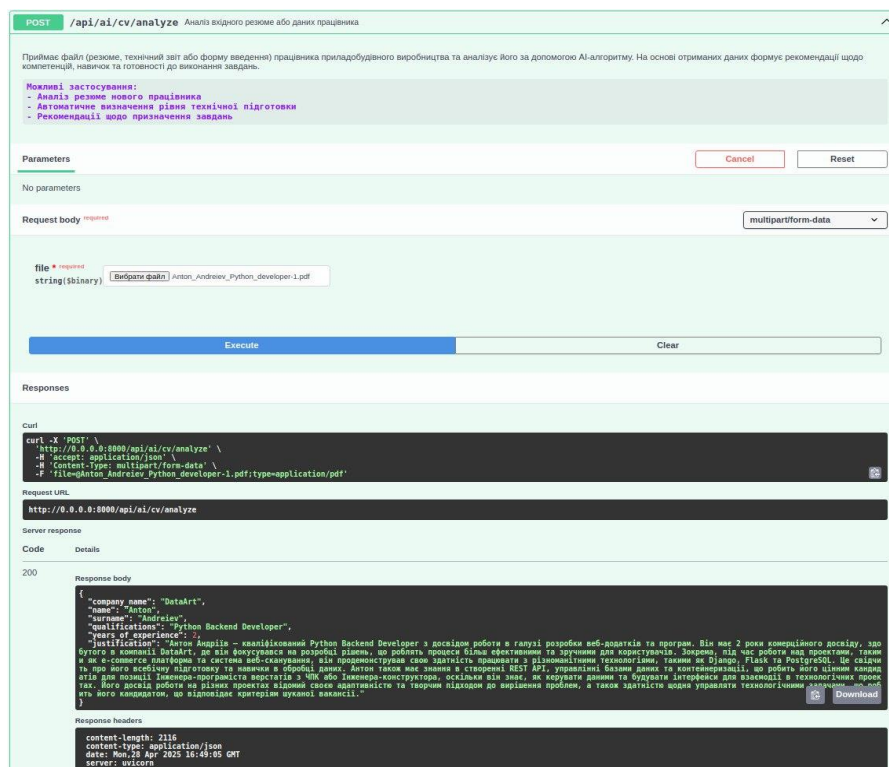 POST /api/ai/cv/analyze Аналіз вхідного резюме або даних працівника
Приймає файл (резюме, технічний звіт або форму введення) працівника приладобудівного виробництва та аналізує його за допомогою AI-алгоритму. На основі отриманих даних формує рекомендації щодо
компетенцій, навичок та готовності до виконання завдань.
Можливі застосування:
- Аналіз резюме нового працівника
- Автоматичне визначення рівня технічної підготовки
- Рекомендації щодо призначення завдань
Parameters Cancel Reset
No parameters
Request body required multipart/form-data
file * required
string($binary) Вибрати файл Anton_Andreiev_Python_developer-1.pdf
Execute Clear
Responses
Curl
curl -X 'POST' \
'http://0.0.0.0:8000/api/ai/cv/analyze' \
-H 'accept: application/json' \
-H 'Content-Type: multipart/form-data' \
-F 'file=@Anton_Andreiev_Python_developer-1.pdf;type=application/pdf'
Request URL
http://0.0.0.0:8000/api/ai/cv/analyze
Server response
Code Details
200
Response body
{
"company_name": "DataArt",
"name": "Anton",
"surname": "Andreiev",
"qualifications": "Python Backend Developer",
"years_of_experience": 2,
"justification": "Антон Андріїв — кваліфікований Python Backend Developer з досвідом роботи в галузі розробки веб-додатків та програм. Він має 2 роки комерційного досвіду, здо
бутого в компанії DataArt, де він фокусувався на розробці рішень, що роблять процеси більш ефективними та зручними для користувачів. Зокрема, під час роботи над проектами, таким
и як e-commerce платформа та система веб-сканування, він продемонстрував свою здатність працювати з різноманітними технологіями, такими як Django, Flask та PostgreSQL. Це свідчи
ть про його всебічну підготовку та навички в обробці даних. Антон також має знання в створенні REST API, управлінні базами даних та контейнеризації, що робить його цінним кандид
атів для позиції Інженера-програміста верстатів з ЧПК або Інженера-конструктора, оскільки він знає, як керувати даними та будувати інтерфейси для взаємодії в технологічних проек
тах. Його досвід роботи на різних проектах відомий своєю адаптивністю та творчим підходом до вирішення проблем, а також здатністю щодня управляти технологічними
ить його кандидатом, що відповідає критеріям шуканої вакансії."
}
Download
Response headers
content-length: 2116
content-type: application/json
date: Mon,28 Apr 2025 16:49:05 GMT
server: uvicorn